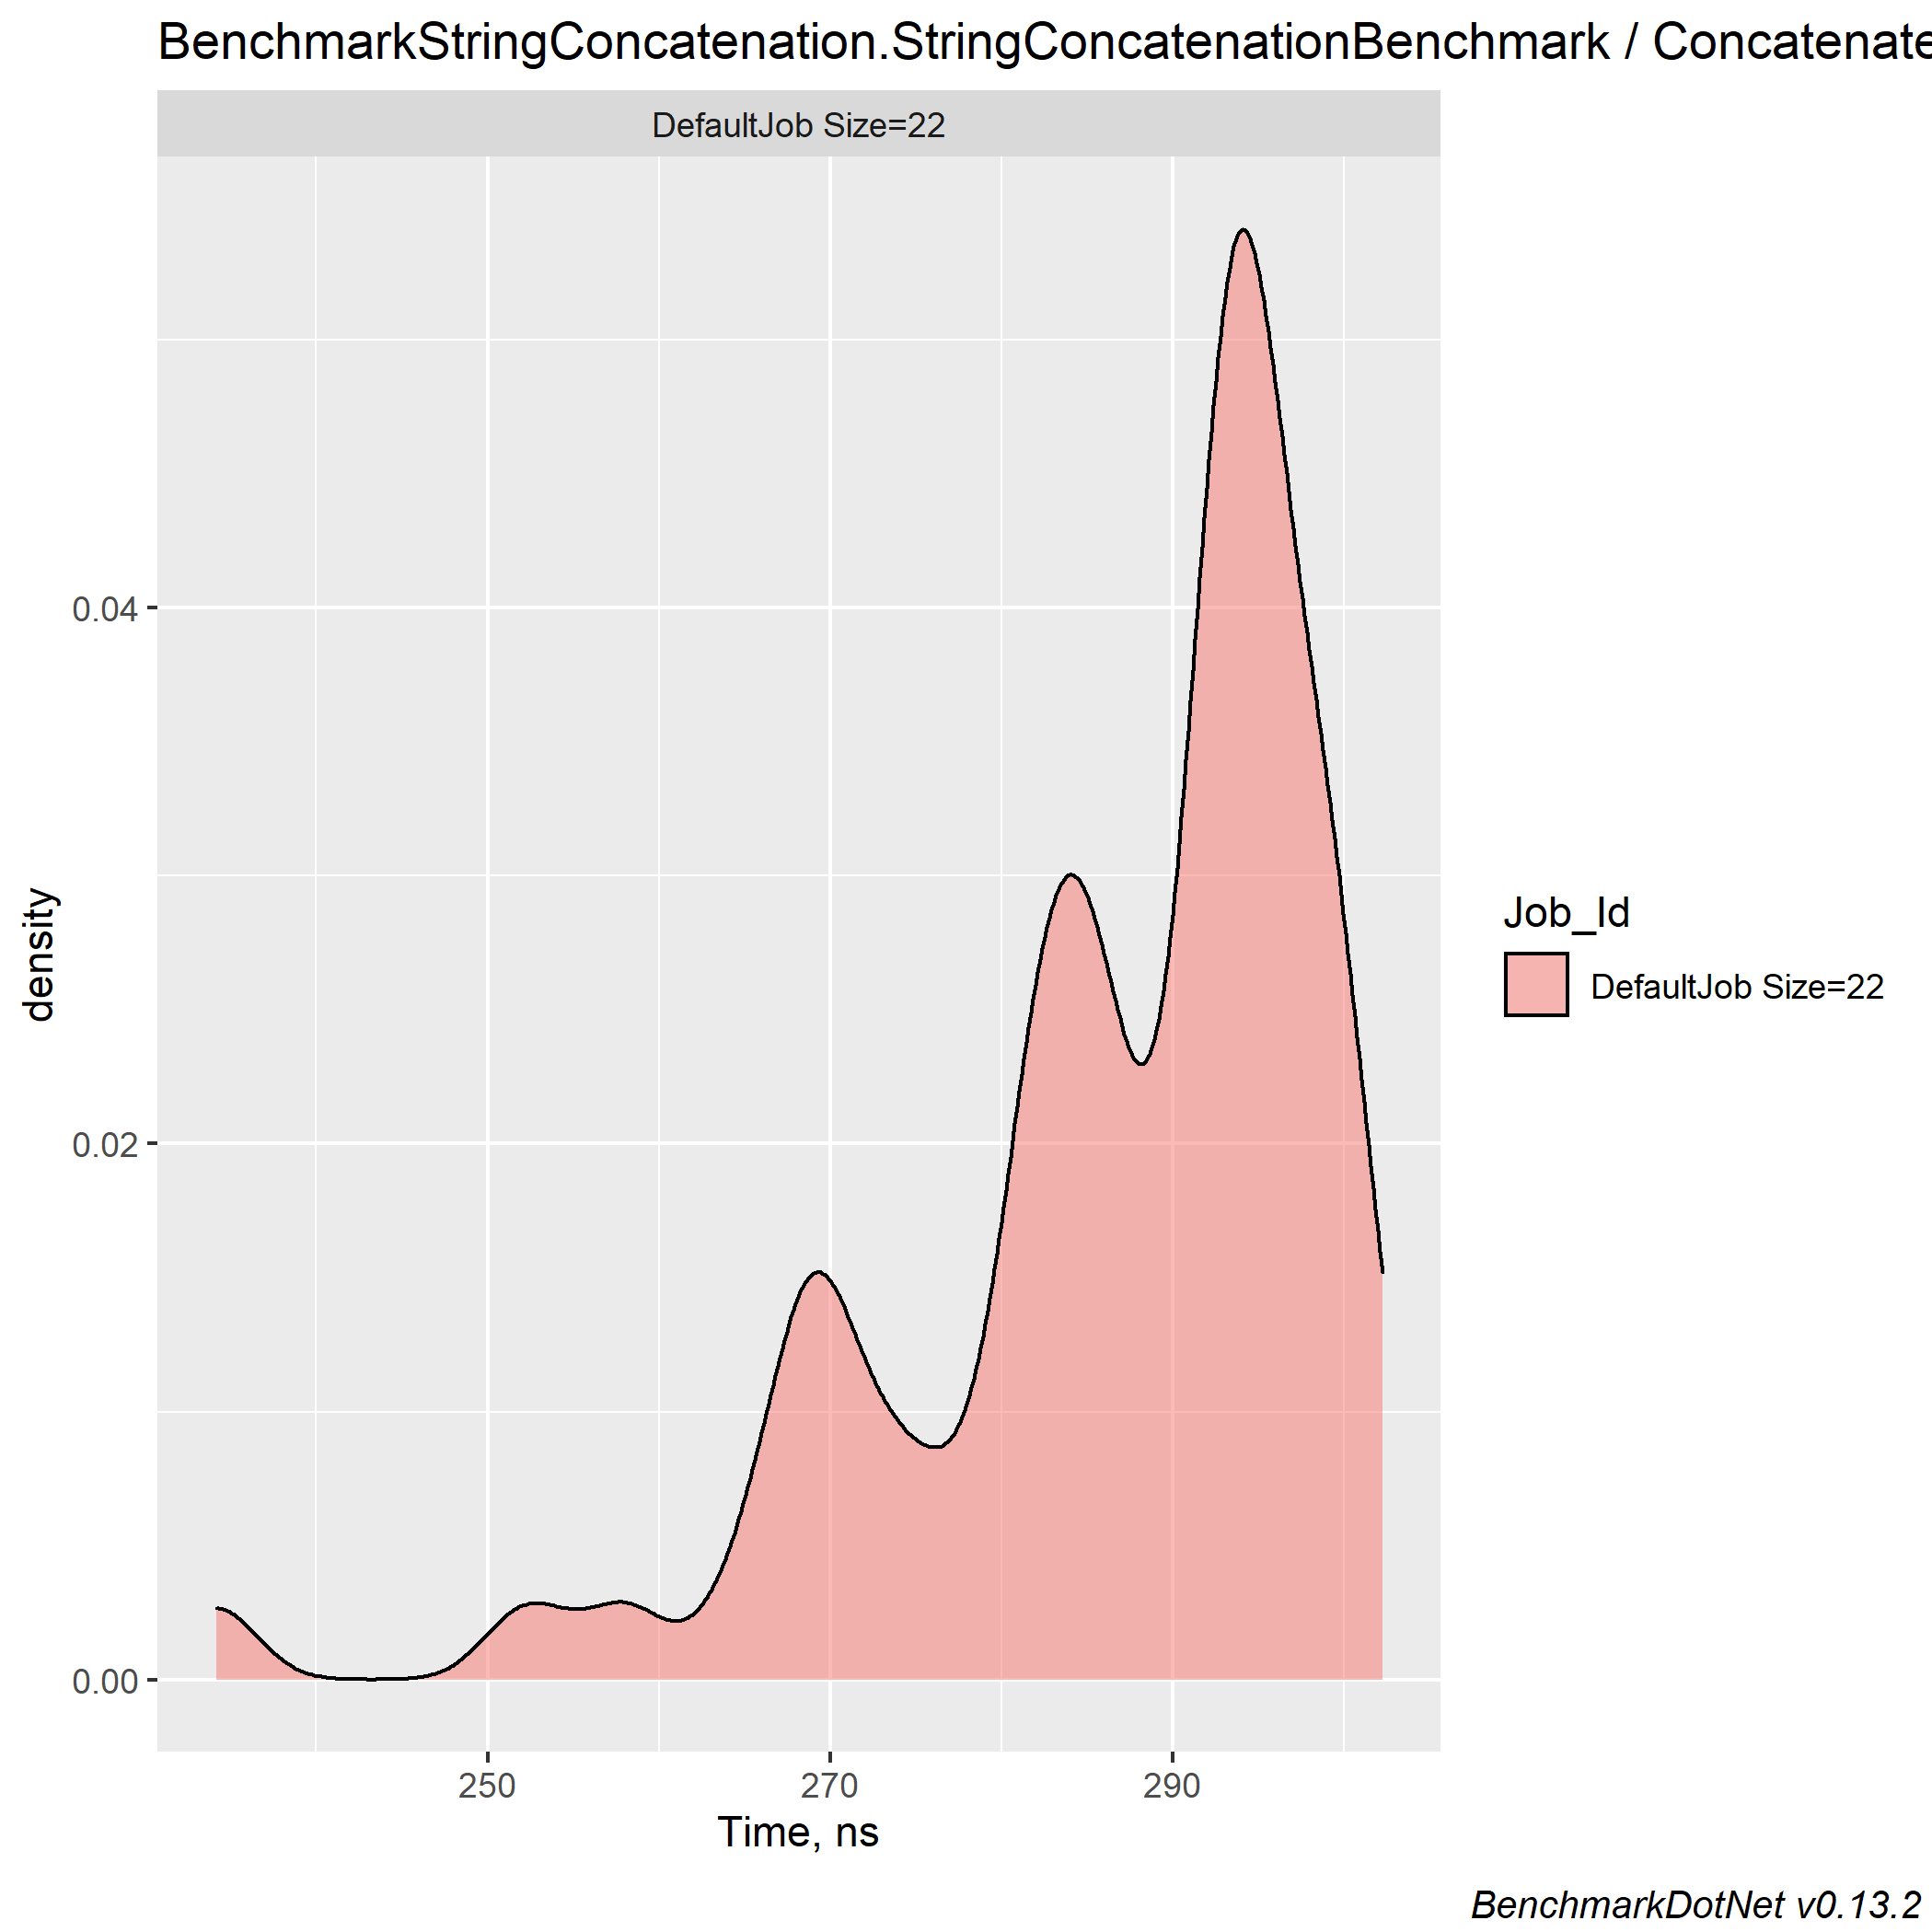 BenchmarkStringConcatenation.StringConcatenationBenchmark / Concatenate
DefaultJob Size=22
density
0.04
0.02
0.00
250 270 290
Time, ns
Job_Id
DefaultJob Size=22
BenchmarkDotNet v0.13.2